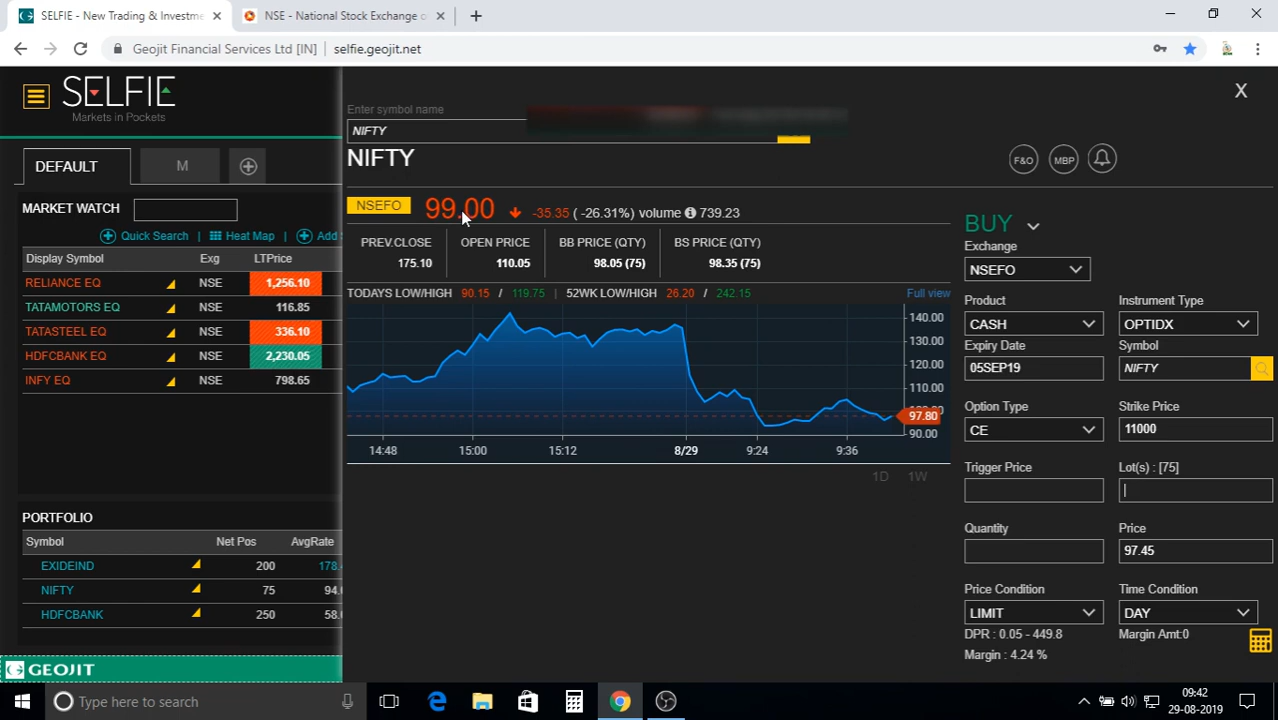 SELFIE - New Trading & Investme
NSE - National Stock Exchange o
Geojit Financial Services Ltd [IN] selfie.geojit.net
SELFIE
Markets in Pockets
DEFAULT M
MARKET WATCH
Quick Search | Heat Map | Add S
Display Symbol Exg LTPrice
RELIANCE EQ NSE 1,256.10
TATAMOTORS EQ NSE 116.85
TATASTEEL EQ NSE 336.10
HDFCBANK EQ NSE 2,230.05
INFY EQ NSE 798.65
PORTFOLIO
Symbol Net Pos AvgRate
EXIDEIND 200 178.
NIFTY 75 94.
HDFCBANK 250 58.
GEOJIT
X
Enter symbol name
NIFTY
NIFTY
F&O MBP
NSEFO 99.00 -35.35 ( -26.31%) volume 739.23
PREV.CLOSE OPEN PRICE BB PRICE (QTY) BS PRICE (QTY)
175.10 110.05 98.05 (75) 98.35 (75)
TODAYS LOW/HIGH 90.15 / 119.75 | 52WK LOW/HIGH 26.20 / 242.15 Full view
140.00
130.00
120.00
110.00
97.80
90.00
14:48 15:00 15:12 8/29 9:24 9:36
1D 1W
BUY
Exchange
NSEFO
Product Instrument Type
CASH OPTIDX
Expiry Date Symbol
05SEP19 NIFTY
Option Type Strike Price
CE 11000
Trigger Price Lot(s) : [75]
Quantity Price
97.45
Price Condition Time Condition
LIMIT DAY
DPR : 0.05 - 449.8 Margin Amt:0
Margin : 4.24 %
Type here to search
09:42
29-08-2019